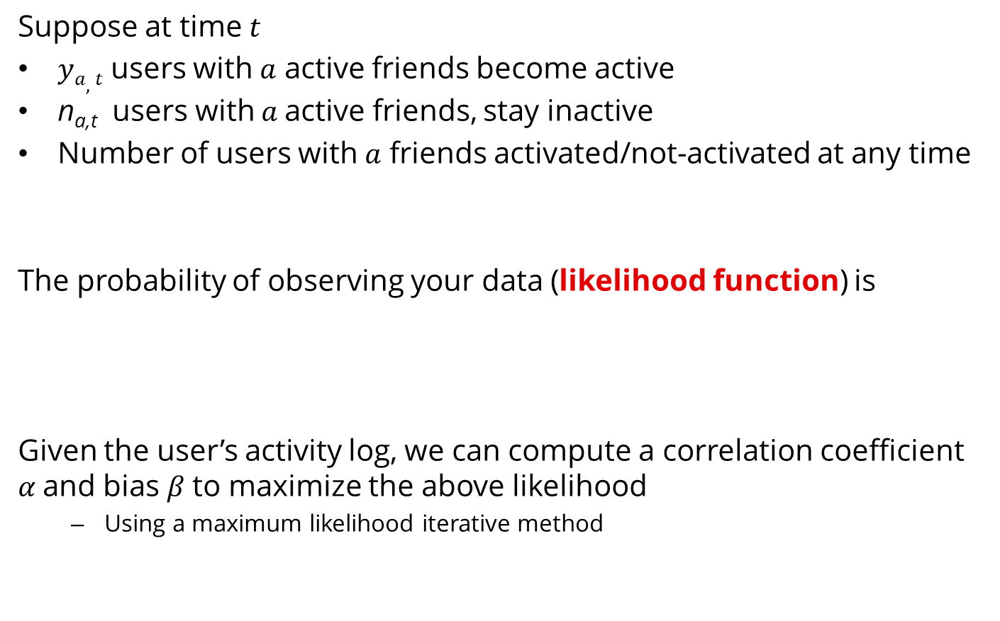 Suppose at time t
• y_{a, t} users with a active friends become active
• n_{a,t} users with a active friends, stay inactive
• Number of users with a friends activated/not-activated at any time
The probability of observing your data (likelihood function) is
Given the user’s activity log, we can compute a correlation coefficient
α and bias β to maximize the above likelihood
– Using a maximum likelihood iterative method